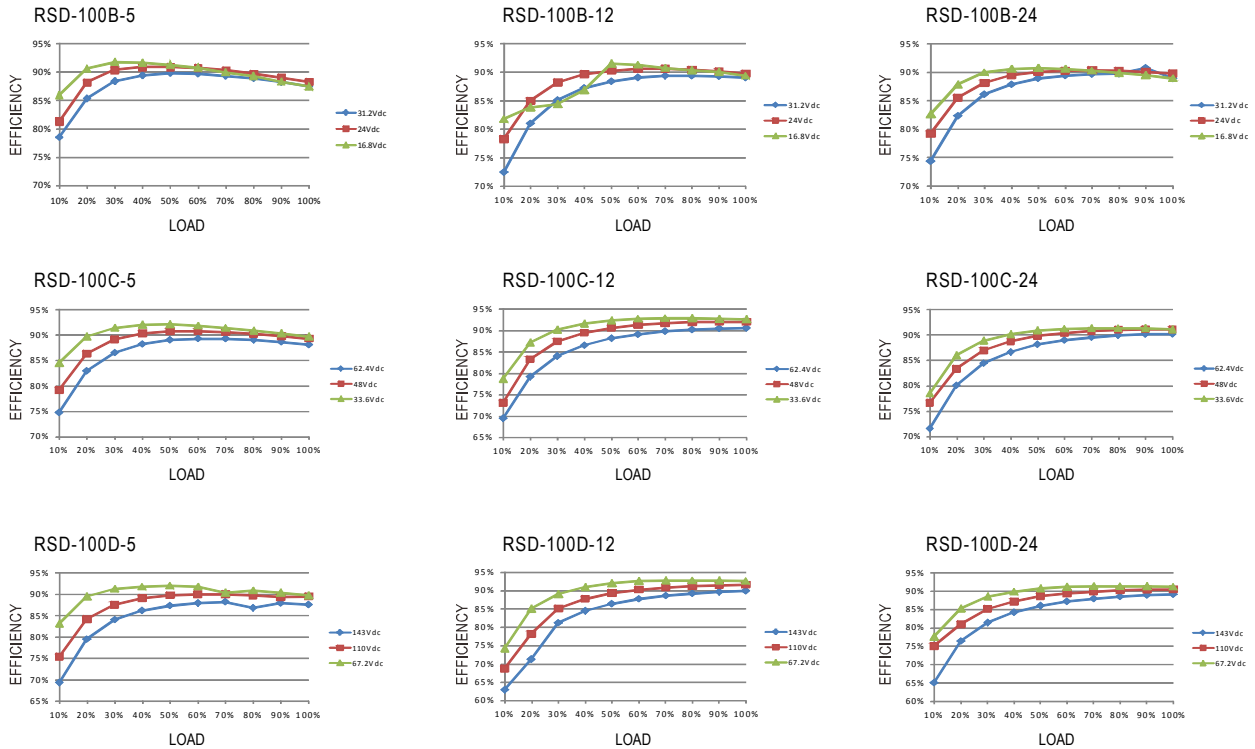 RSD-100B-5
95%
90%
85%
80%
75%
70%
EFFICIENCY
10% 20% 30% 40% 50% 60% 70% 80% 90% 100%
LOAD
31.2Vdc
24Vdc
16.8Vdc
RSD-100B-12
95%
90%
85%
80%
75%
70%
EFFICIENCY
10% 20% 30% 40% 50% 60% 70% 80% 90% 100%
LOAD
31.2Vdc
24Vdc
16.8Vdc
RSD-100B-24
95%
90%
85%
80%
75%
70%
EFFICIENCY
10% 20% 30% 40% 50% 60% 70% 80% 90% 100%
LOAD
31.2Vdc
24Vdc
16.8Vdc
RSD-100C-5
95%
90%
85%
80%
75%
70%
EFFICIENCY
10% 20% 30% 40% 50% 60% 70% 80% 90% 100%
LOAD
62.4Vdc
48Vdc
33.6Vdc
RSD-100C-12
95%
90%
85%
80%
75%
70%
65%
EFFICIENCY
10% 20% 30% 40% 50% 60% 70% 80% 90% 100%
LOAD
62.4Vdc
48Vdc
33.6Vdc
RSD-100C-24
95%
90%
85%
80%
75%
70%
EFFICIENCY
10% 20% 30% 40% 50% 60% 70% 80% 90% 100%
LOAD
62.4Vdc
48Vdc
33.6Vdc
RSD-100D-5
95%
90%
85%
80%
75%
70%
65%
EFFICIENCY
10% 20% 30% 40% 50% 60% 70% 80% 90% 100%
LOAD
143Vdc
110Vdc
67.2Vdc
RSD-100D-12
95%
90%
85%
80%
75%
70%
65%
60%
EFFICIENCY
10% 20% 30% 40% 50% 60% 70% 80% 90% 100%
LOAD
143Vdc
110Vdc
67.2Vdc
RSD-100D-24
95%
90%
85%
80%
75%
70%
65%
60%
EFFICIENCY
10% 20% 30% 40% 50% 60% 70% 80% 90% 100%
LOAD
143Vdc
110Vdc
67.2Vdc